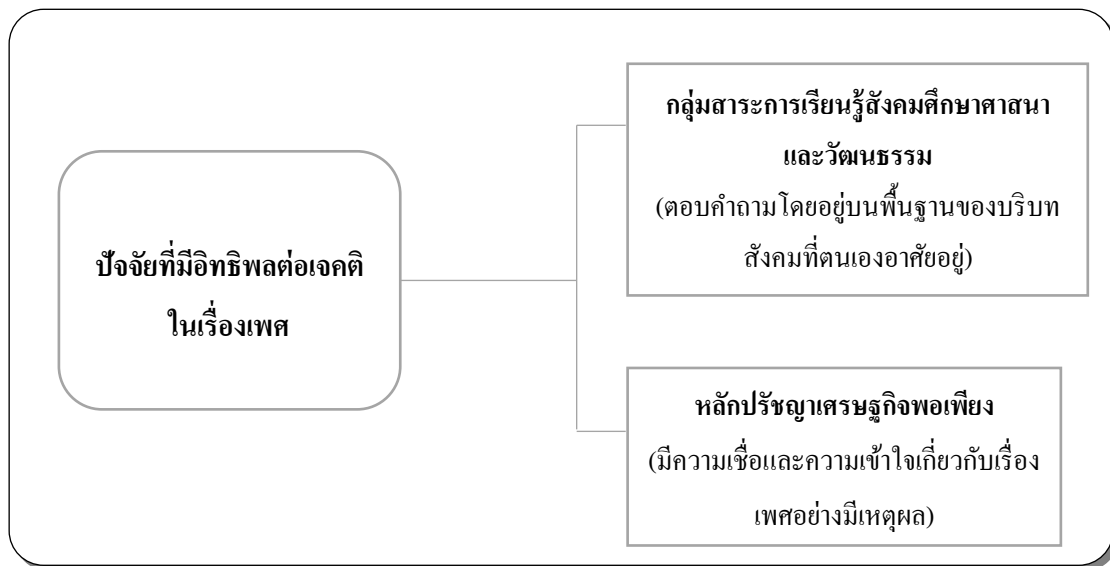 ปัจจัยที่มีอิทธิพลต่อเจคติ
ในเรื่องเพศ
กลุ่มสาระการเรียนรู้สังคมศึกษาศาสนา
และวัฒนธรรม
(ตอบคำถามโดยอยู่บนพื้นฐานของบริบท
สังคมที่ตนเองอาศัยอยู่)
หลักปรัชญาเศรษฐกิจพอเพียง
(มีความเชื่อและความเข้าใจเกี่ยวกับเรื่อง
เพศอย่างมีเหตุผล)